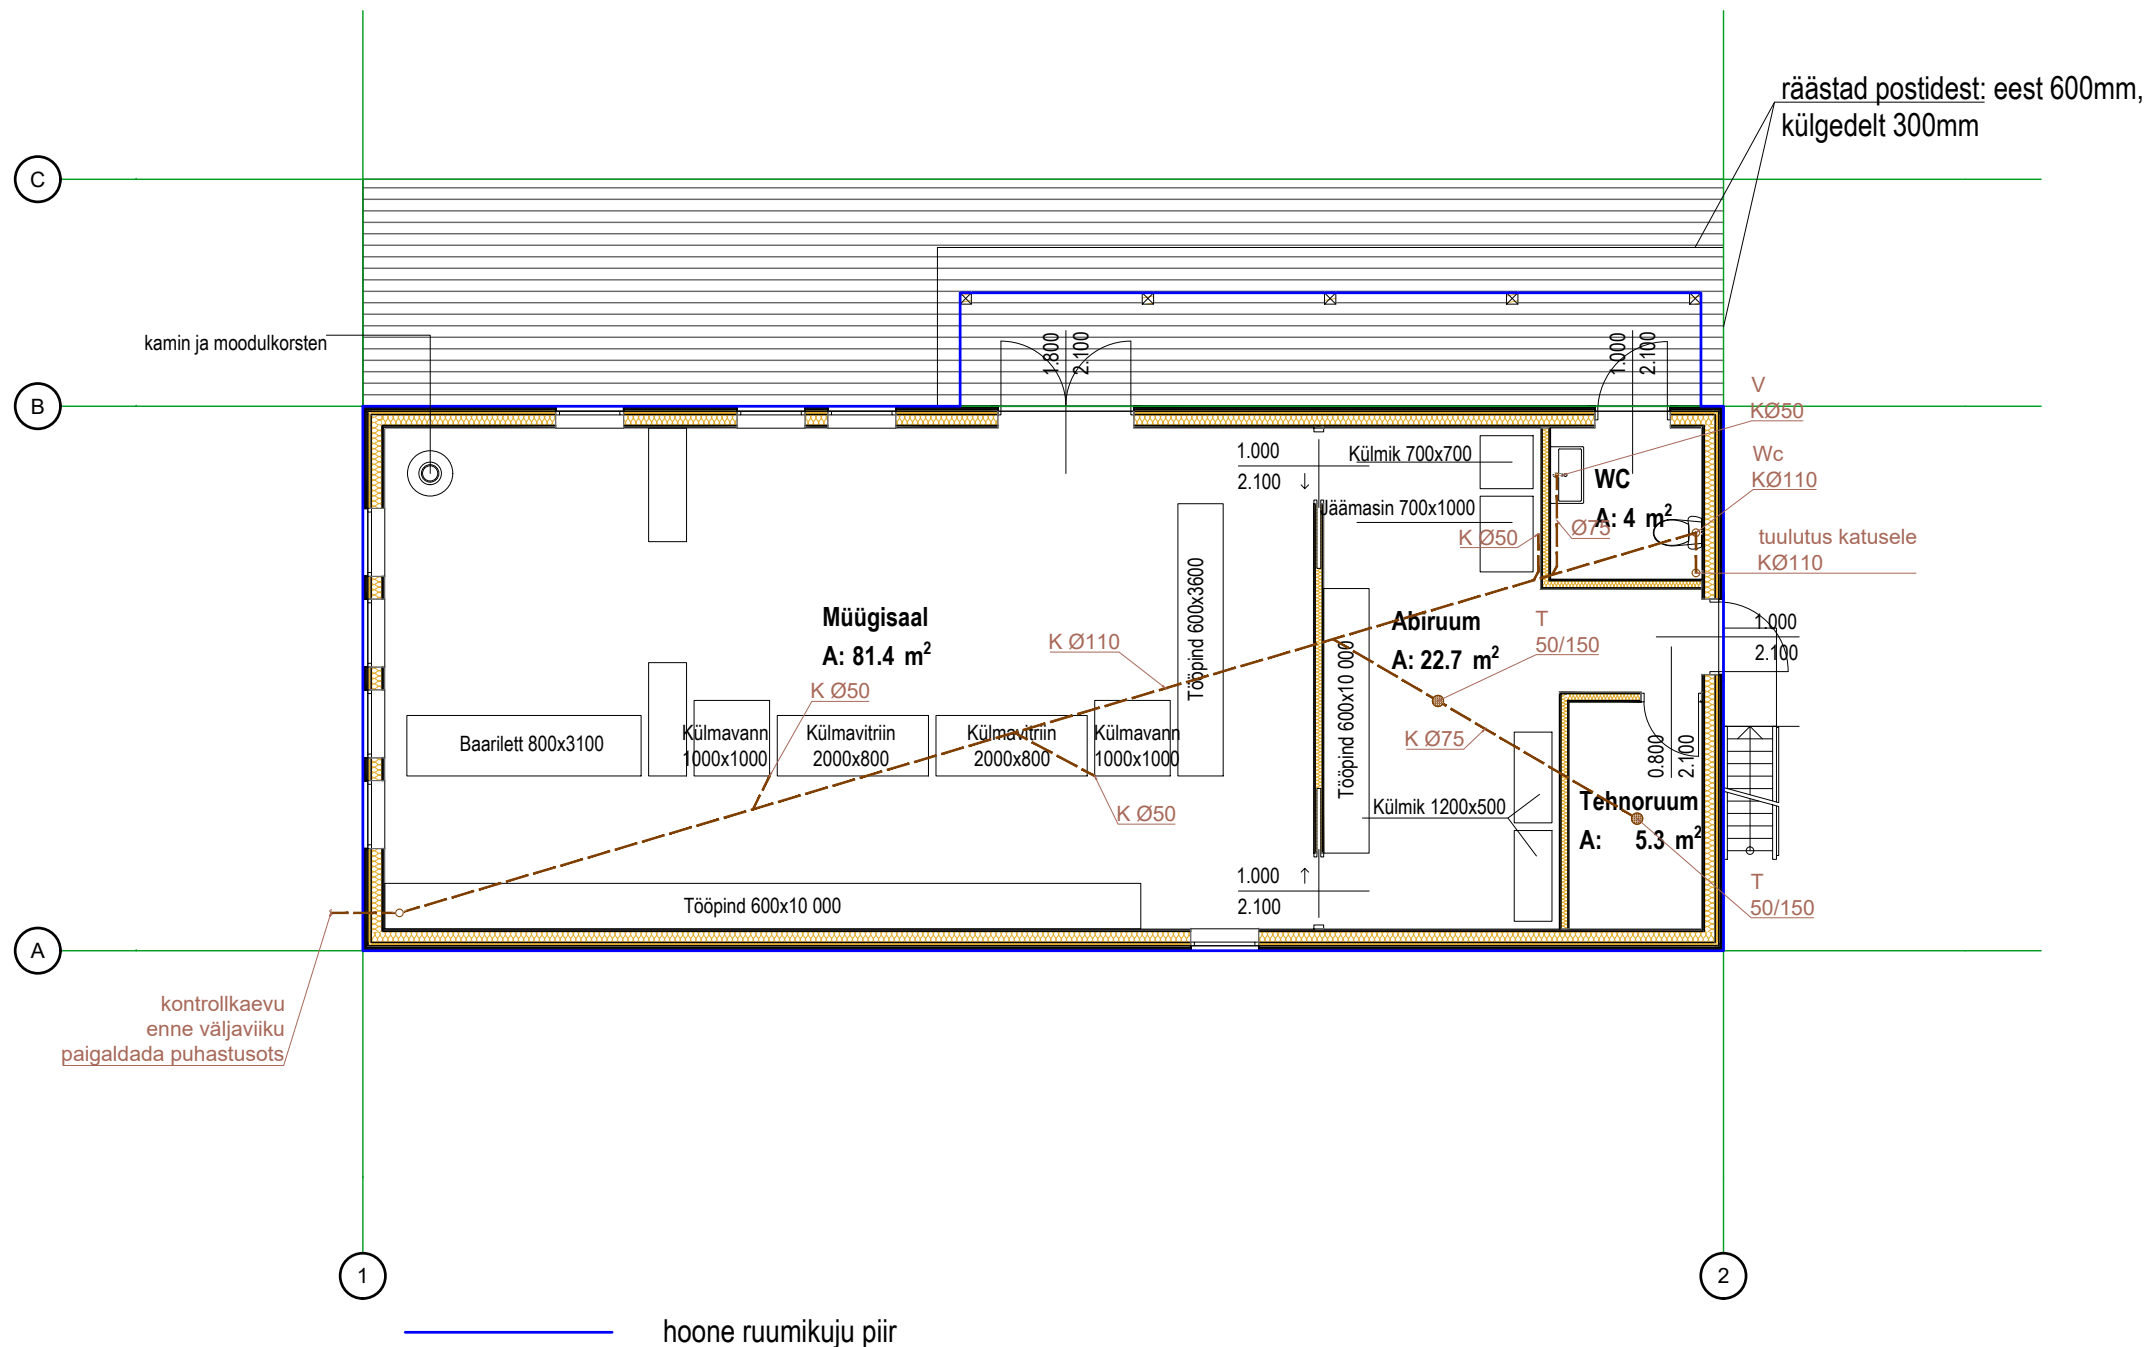 räästad postidest: eest 600mm,
külgedelt 300mm
C
kamin ja moodulkorsten
1.800
2.100
1.000
2.100
B
V
KØ50
Wc
KØ110
tuulutus katusele
KØ110
1.000
2.100
Külmik 700x700
Jäämasin 700x1000
K Ø50
Ø75
WC
A: 4 m²
Tööpind 600x3600
Müügisaal
A: 81.4 m²
K Ø110
K Ø50
Abiruum
A: 22.7 m²
T
50/150
1.000
2.100
Tööpind 600x10 000
Baarilett 800x3100
Külmavann
1000x1000
Külmavitriin
2000x800
Külmavitriin
2000x800
Külmavann
1000x1000
K Ø75
0.800
2.100
K Ø50
Külmik 1200x500
Tehnoruum
A: 5.3 m²
1.000
2.100
T
50/150
Tööpind 600x10 000
A
kontrollkaevu
enne väljaviiku
paigaldada puhastusots
1
2
hoone ruumikuju piir